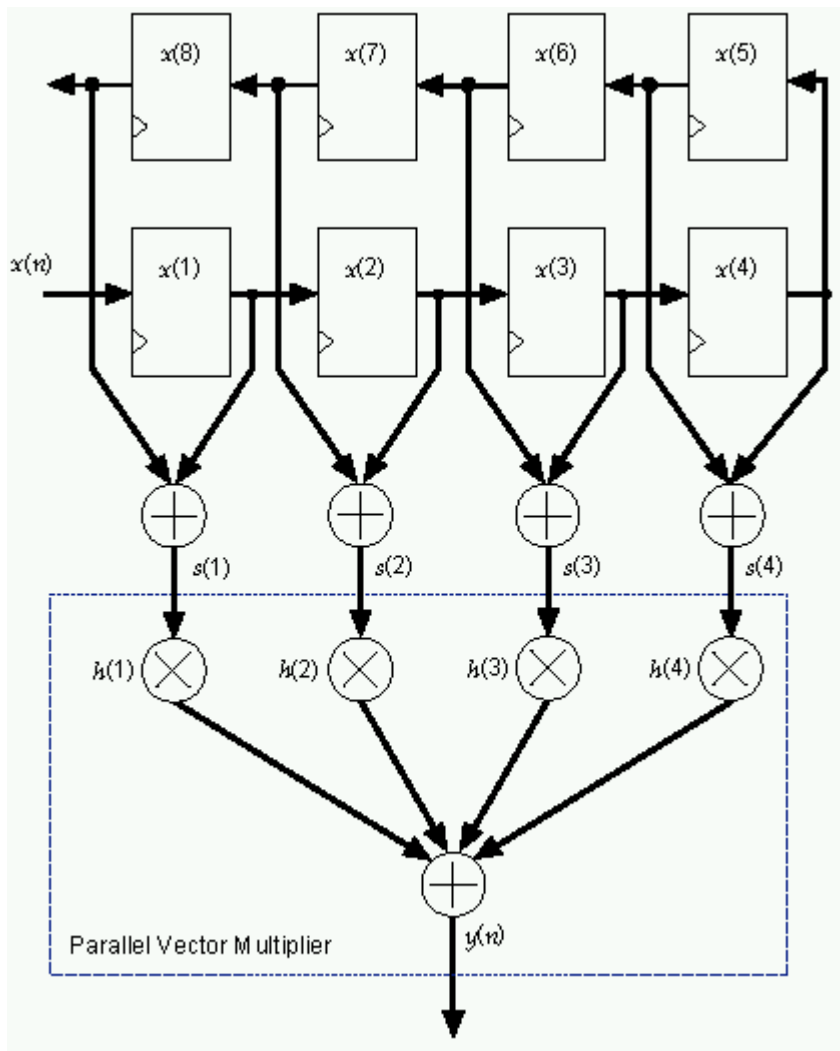 x(8) x(7) x(6) x(5)
x(n) x(1) x(2) x(3) x(4)
s(1) s(2) s(3) s(4)
h(1) h(2) h(3) h(4)
y(n)
Parallel Vector Multiplier